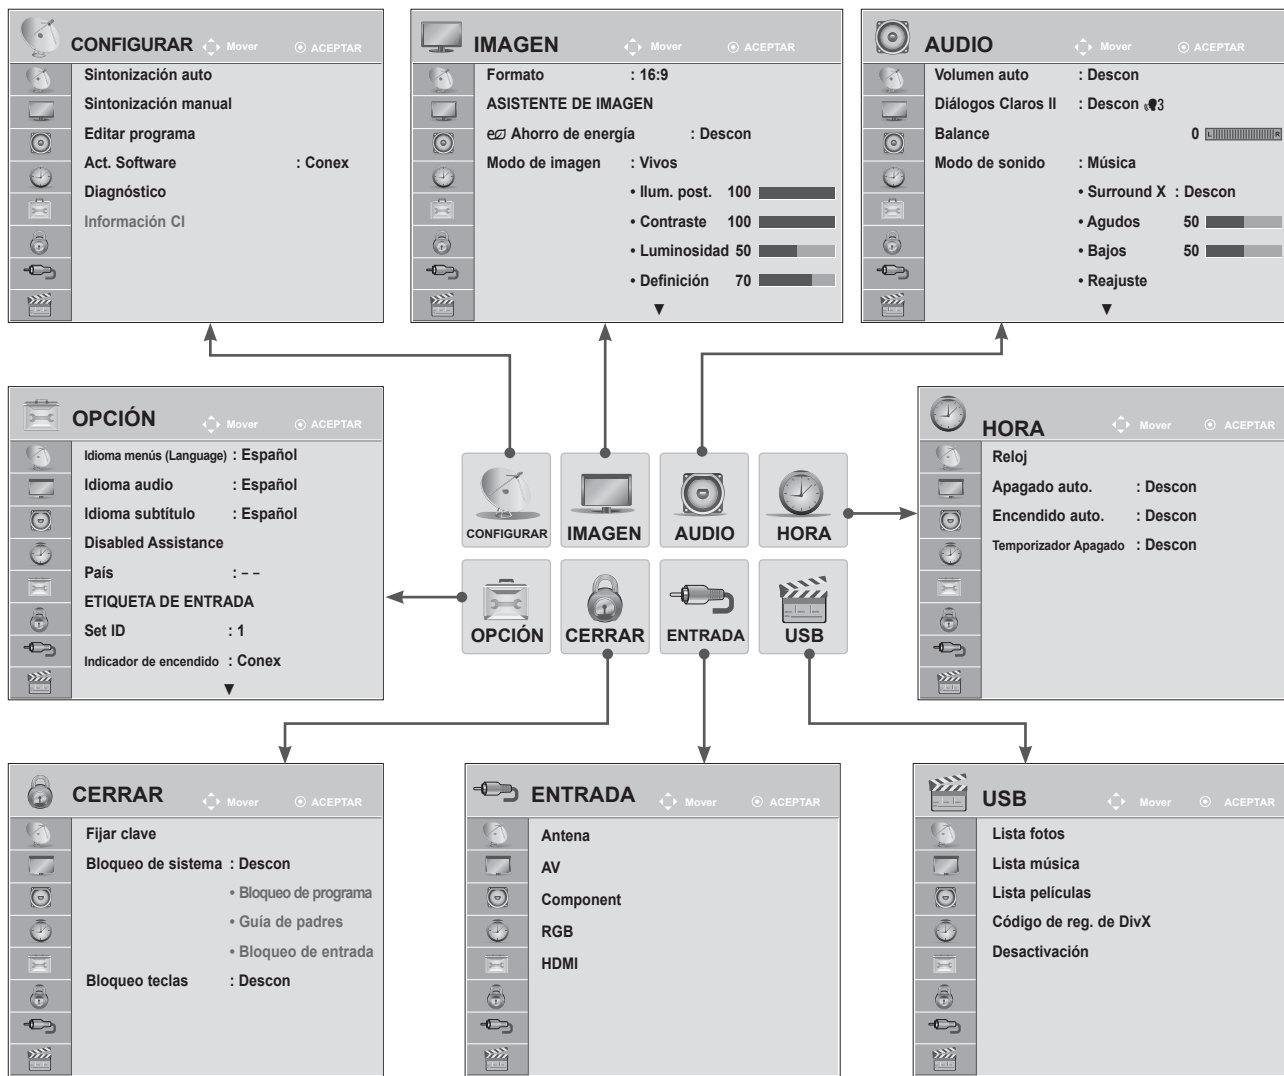 CONFIGURAR Mover ACEPTAR
Sintonización auto
Sintonización manual
Editar programa
Act. Software : Conex
Diagnóstico
Información CI
IMAGEN Mover ACEPTAR
Formato : 16:9
ASISTENTE DE IMAGEN
e Ahorro de energía : Descon
Modo de imagen : Vivos
• Ilum. post. 100
• Contraste 100
• Luminosidad 50
• Definición 70
▼
AUDIO Mover ACEPTAR
Volumen auto : Descon
Diálogos Claros II : Descon 3
Balance 0 L R
Modo de sonido : Música
• Surround X : Descon
• Agudos 50
• Bajos 50
• Reajuste
▼
OPCIÓN Mover ACEPTAR
Idioma menús (Language) : Español
Idioma audio : Español
Idioma subtítulo : Español
Disabled Assistance
País : – –
ETIQUETA DE ENTRADA
Set ID : 1
Indicador de encendido : Conex
▼
CONFIGURAR
IMAGEN
AUDIO
HORA
OPCIÓN
CERRAR
ENTRADA
USB
HORA Mover ACEPTAR
Reloj
Apagado auto. : Descon
Encendido auto. : Descon
Temporizador Apagado : Descon
CERRAR Mover ACEPTAR
Fijar clave
Bloqueo de sistema : Descon
• Bloqueo de programa
• Guía de padres
• Bloqueo de entrada
Bloqueo teclas : Descon
ENTRADA Mover ACEPTAR
Antena
AV
Component
RGB
HDMI
USB Mover ACEPTAR
Lista fotos
Lista música
Lista películas
Código de reg. de DivX
Desactivación